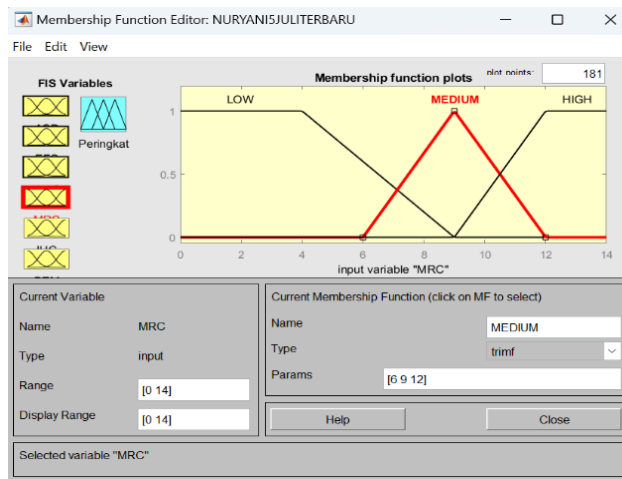 Membership Function Editor: NURYANI5JULITERBARU
File Edit View
FIS Variables
Peringkat
MRC
Membership function plots
plot points:
181
LOW
MEDIUM
HIGH
1
0.5
0
0 2 4 6 8 10 12 14
input variable "MRC"
Current Variable
Name MRC
Type input
Range [0 14]
Display Range [0 14]
Current Membership Function (click on MF to select)
Name MEDIUM
Type trimf
Params [6 9 12]
Help Close
Selected variable "MRC"